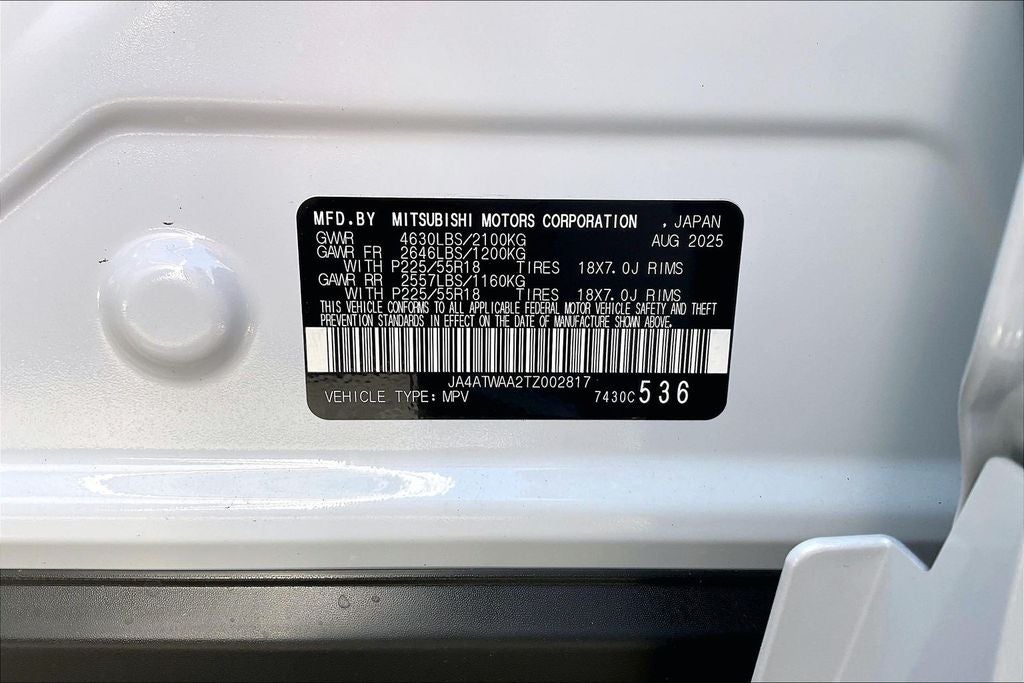 MFD.BY MITSUBISHI MOTORS CORPORATION , JAPAN
GVWR 4630LBS/2100KG AUG 2025
GAWR FR 2646LBS/1200KG
WITH P225/55R18 TIRES 18X7.0J RIMS
GAWR RR 2557LBS/1160KG
WITH P225/55R18 TIRES 18X7.0J RIMS
THIS VEHICLE CONFORMS TO ALL APPLICABLE FEDERAL MOTOR VEHICLE SAFETY AND THEFT
PREVENTION STANDARDS IN EFFECT ON THE DATE OF MANUFACTURE SHOWN ABOVE.
JA4ATWAA2TZ002817
VEHICLE TYPE: MPV 7430C 536